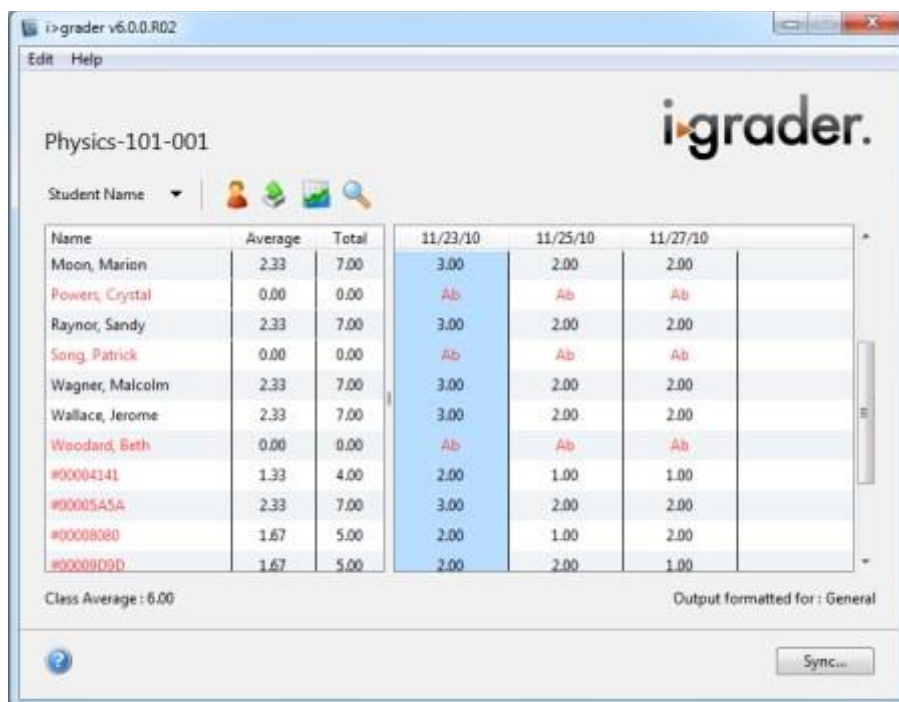 i>grader v6.0.0.R02
Edit Help
i>grader.
Physics-101-001
Student Name
Name Average Total 11/23/10 11/25/10 11/27/10
Moon, Marion 2.33 7.00 3.00 2.00 2.00
Powers, Crystal 0.00 0.00 Ab Ab Ab
Raynor, Sandy 2.33 7.00 3.00 2.00 2.00
Song, Patrick 0.00 0.00 Ab Ab Ab
Wagner, Malcolm 2.33 7.00 3.00 2.00 2.00
Wallace, Jerome 2.33 7.00 3.00 2.00 2.00
Woodard, Beth 0.00 0.00 Ab Ab Ab
#00004141 1.33 4.00 2.00 1.00 1.00
#00005A5A 2.33 7.00 3.00 2.00 2.00
#00008080 1.67 5.00 2.00 1.00 2.00
#00009D9D 1.67 5.00 2.00 2.00 1.00
Class Average : 6.00 Output formatted for : General
? Sync...